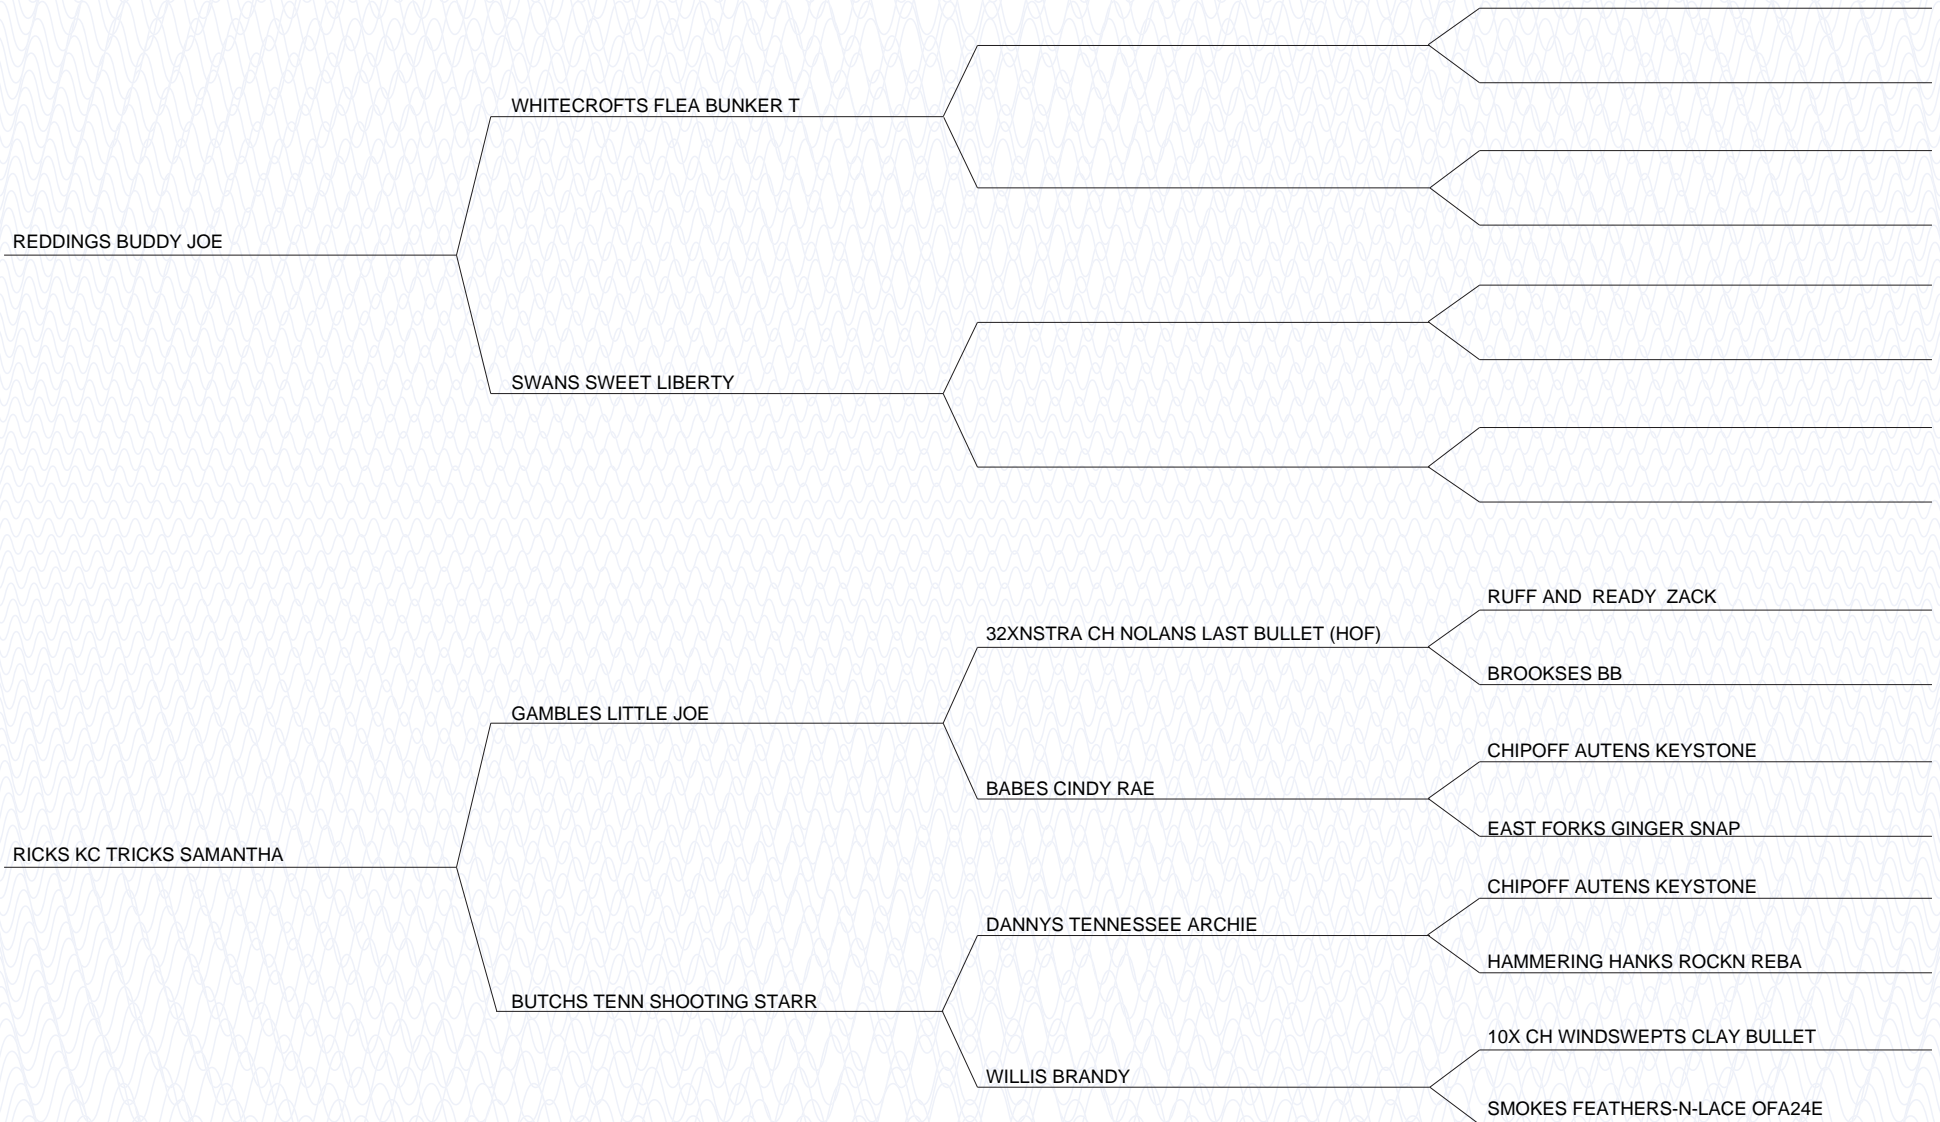 WHITECROFTS FLEA BUNKER T
REDDINGS BUDDY JOE
SWANS SWEET LIBERTY
RUFF AND  READY  ZACK
32XNSTRA CH NOLANS LAST BULLET (HOF)
BROOKSES BB
GAMBLES LITTLE JOE
CHIPOFF AUTENS KEYSTONE
BABES CINDY RAE
EAST FORKS GINGER SNAP
RICKS KC TRICKS SAMANTHA
CHIPOFF AUTENS KEYSTONE
DANNYS TENNESSEE ARCHIE
HAMMERING HANKS ROCKN REBA
BUTCHS TENN SHOOTING STARR
10X CH WINDSWEPTS CLAY BULLET
WILLIS BRANDY
SMOKES FEATHERS-N-LACE OFA24E